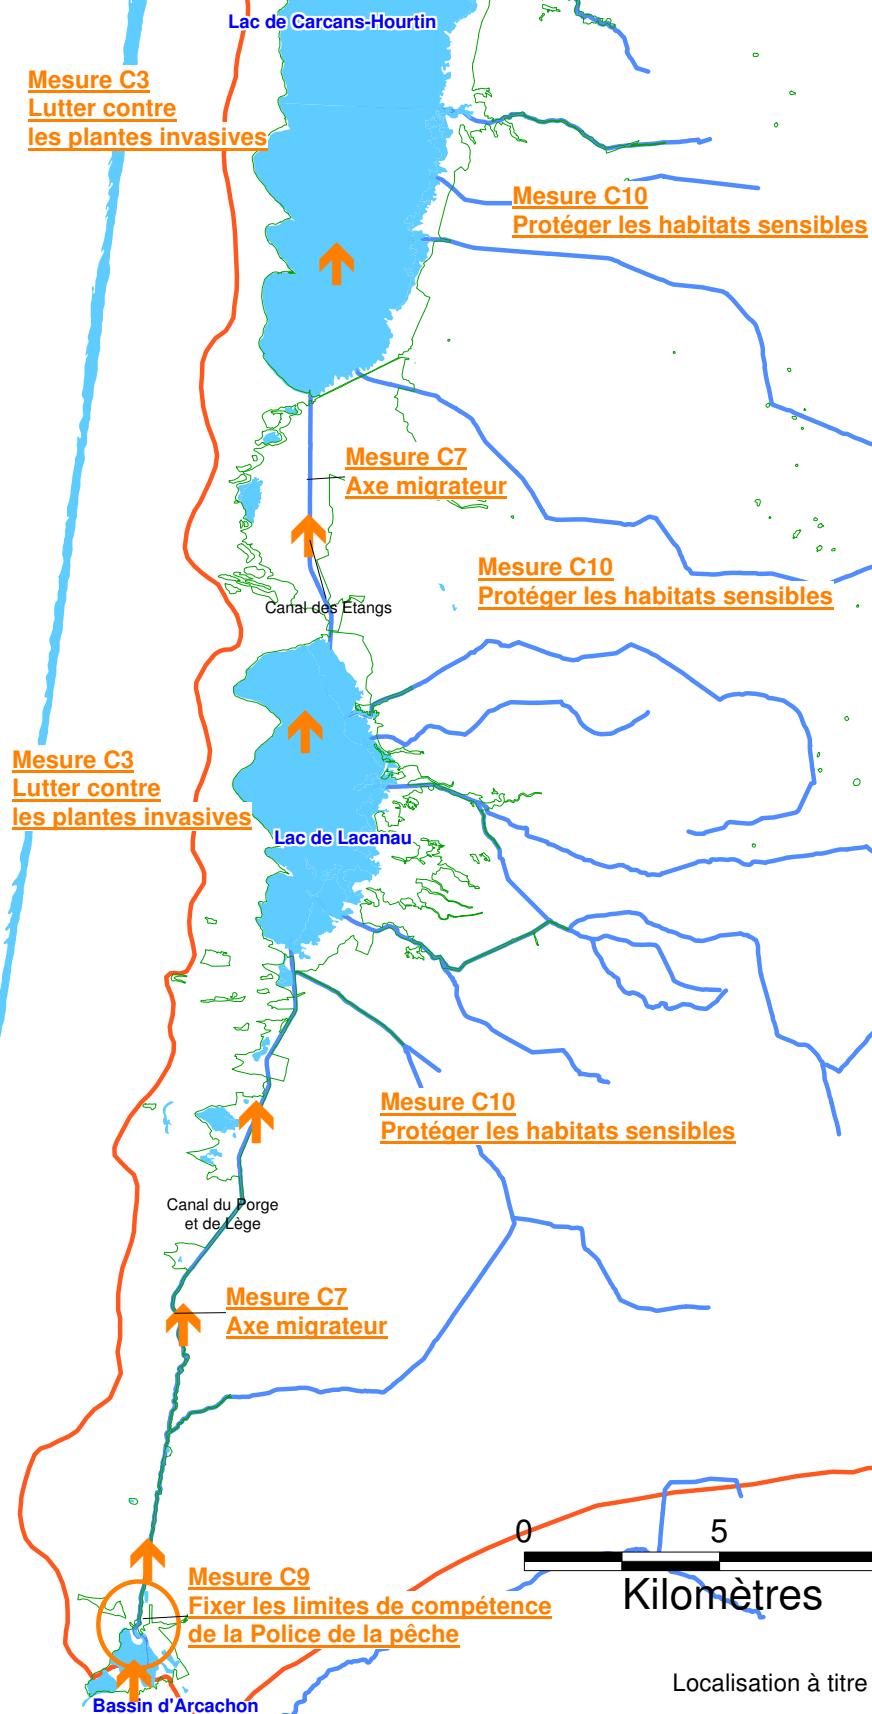 Lac de Carcans-Hourtin
Mesure C3
Lutter contre
les plantes invasives
Mesure C10
Protéger les habitats sensibles
Mesure C7
Axe migrateur
Mesure C10
Protéger les habitats sensibles
Canal des Etangs
Mesure C3
Lutter contre
les plantes invasives
Lac de Lacanau
Mesure C10
Protéger les habitats sensibles
Canal du Porge
et de Lège
Mesure C7
Axe migrateur
0 5
Kilomètres
Mesure C9
Fixer les limites de compétence
de la Police de la pêche
Localisation à titre
Bassin d'Arcachon